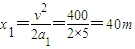 x₁ = v²/2a₁ = 400/2×5 = 40m